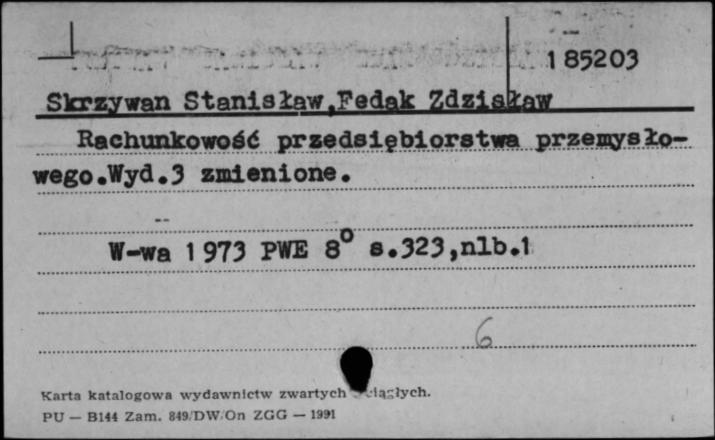 185203
Skrzywan Stanisław,Fedak Zdzisław
Rachunkowość przedsiębiorstwa przemysło-
wego.Wyd.3 zmienione.
W-wa 1973 PWE 8° s.323,nlb.1
6
Karta katalogowa wydawnictw zwartych ciągłych.
PU — B144 Zam. 849/DW/On ZGG — 1991